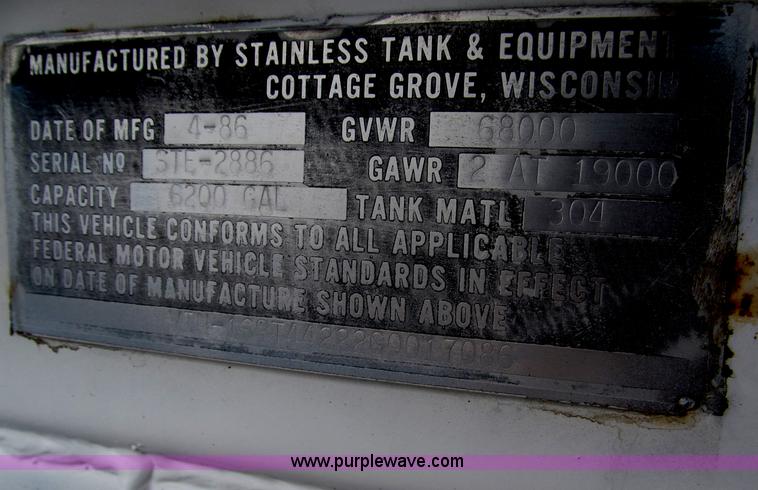 MANUFACTURED BY STAINLESS TANK & EQUIPMENT
COTTAGE GROVE, WISCONSIN
DATE OF MFG 4-86 GVWR 68000
SERIAL NO STE-2886 GAWR 2 AT 19000
CAPACITY 6200 GAL TANK MATL 304
THIS VEHICLE CONFORMS TO ALL APPLICABLE
FEDERAL MOTOR VEHICLE STANDARDS IN EFFECT
ON DATE OF MANUFACTURE SHOWN ABOVE
www.purplewave.com